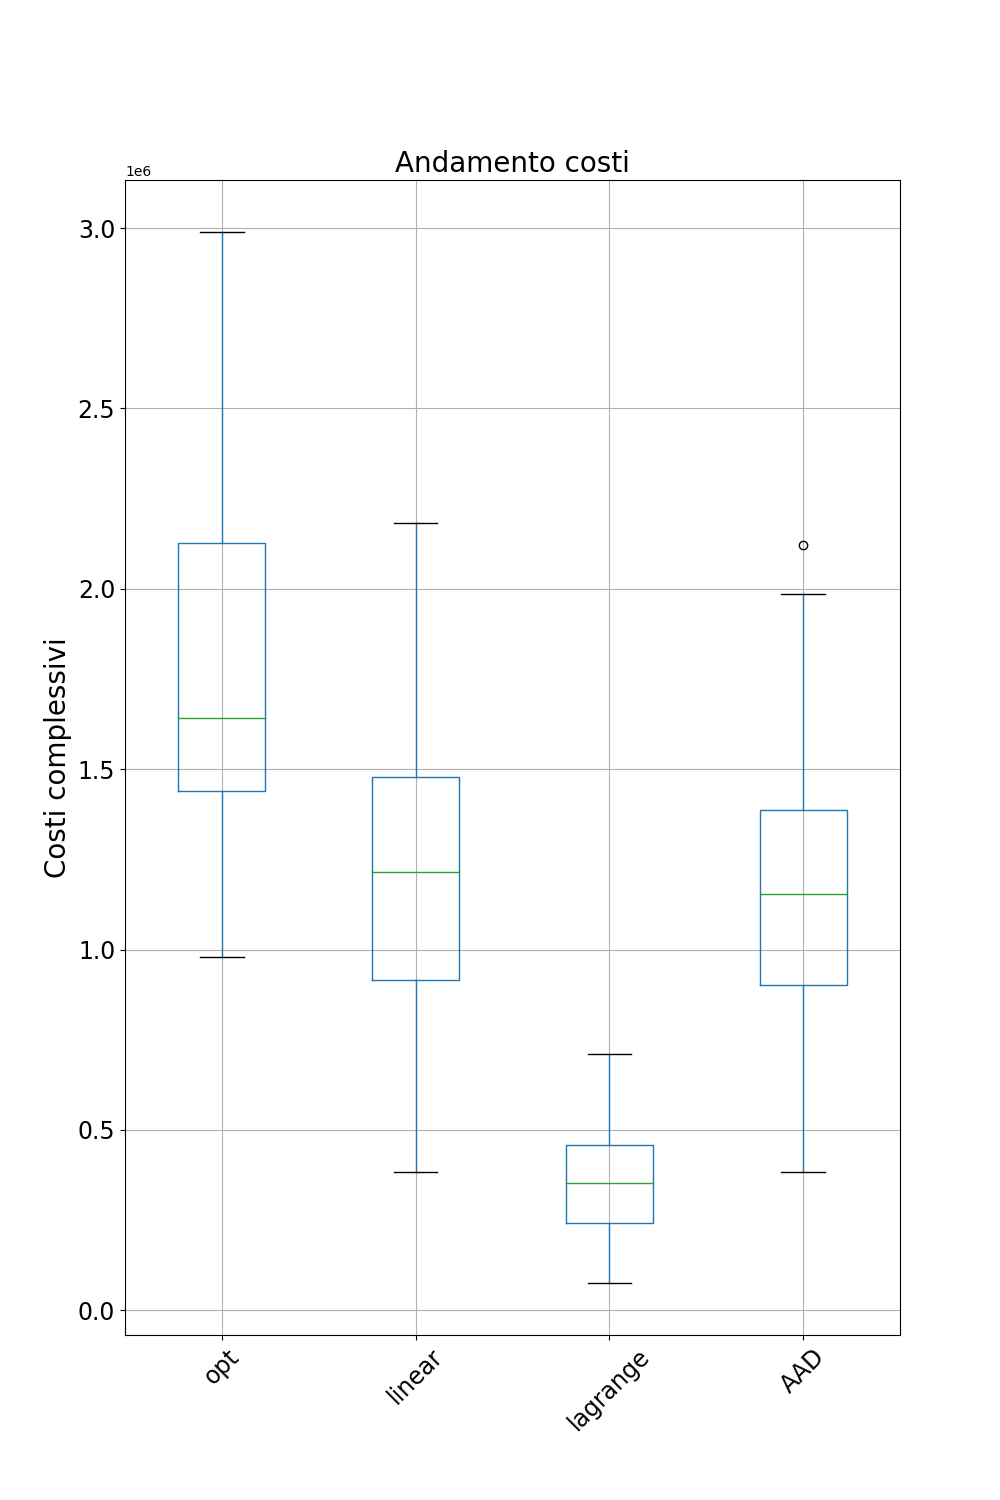 Andamento costi
1e6
3.0
2.5
2.0
1.5
1.0
0.5
0.0
Costi complessivi
opt
linear
lagrange
AAD